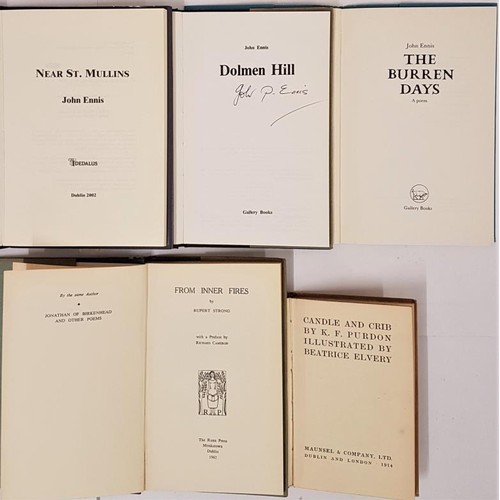 NEAR ST. MULLINS
John Ennis
DEDALUS
Dublin 2002
John Ennis
Dolmen Hill
John P. Ennis
Gallery Books
John Ennis
THE
BURREN
DAYS
A poem
Gallery Books
By the same Author
JONATHAN OF BIRKENHEAD
AND OTHER POEMS
FROM INNER FIRES
by
RUPERT STRONG
with a Preface by
RICHARD CAMERON
R P
The Runa Press
Monkstown
Dublin
1962
CANDLE AND CRIB
BY K. F. PURDON
ILLUSTRATED BY
BEATRICE ELVERY
MAUNSEL & COMPANY, LTD.
DUBLIN AND LONDON 1914